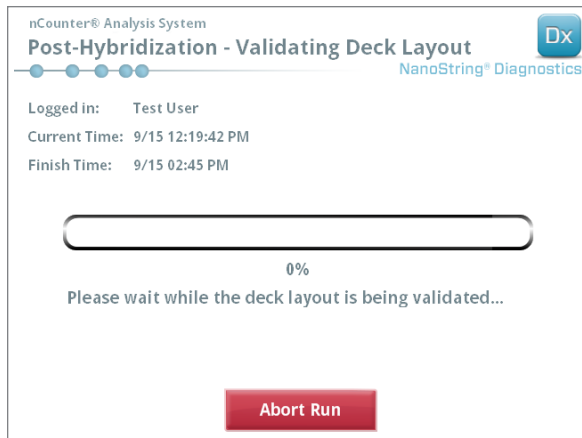 nCounter® Analysis System
Post-Hybridization - Validating Deck Layout
Dx
NanoString® Diagnostics
Logged in: Test User
Current Time: 9/15 12:19:42 PM
Finish Time: 9/15 02:45 PM
0%
Please wait while the deck layout is being validated...
Abort Run